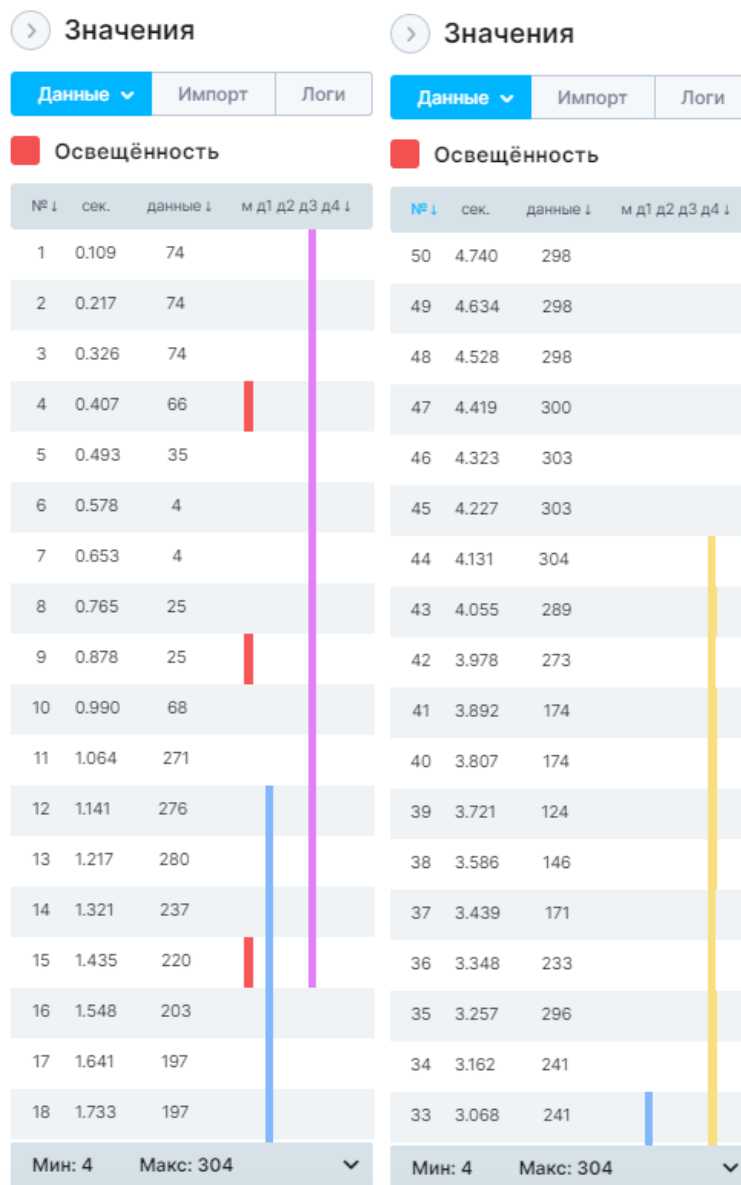 Значения
Данные Импорт Логи
Освещённость
№↓ сек. данные↓ м д1 д2 д3 д4↓
1 0.109 74
2 0.217 74
3 0.326 74
4 0.407 66
5 0.493 35
6 0.578 4
7 0.653 4
8 0.765 25
9 0.878 25
10 0.990 68
11 1.064 271
12 1.141 276
13 1.217 280
14 1.321 237
15 1.435 220
16 1.548 203
17 1.641 197
18 1.733 197
Мин: 4 Макс: 304
Значения
Данные Импорт Логи
Освещённость
№↓ сек. данные↓ м д1 д2 д3 д4↓
50 4.740 298
49 4.634 298
48 4.528 298
47 4.419 300
46 4.323 303
45 4.227 303
44 4.131 304
43 4.055 289
42 3.978 273
41 3.892 174
40 3.807 174
39 3.721 124
38 3.586 146
37 3.439 171
36 3.348 233
35 3.257 296
34 3.162 241
33 3.068 241
Мин: 4 Макс: 304